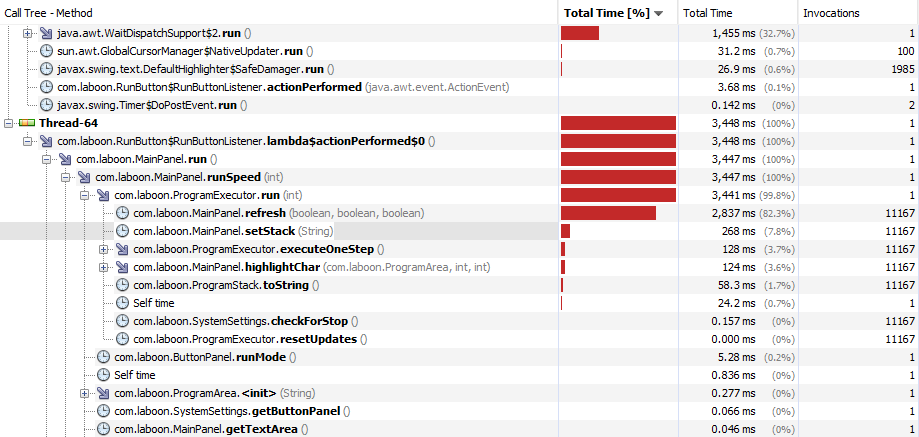 Call Tree - Method Total Time [%] Total Time Invocations
java.awt.WaitDispatchSupport$2.run () 1,455 ms (32.7%) 1
sun.awt.GlobalCursorManager$NativeUpdater.run () 31.2 ms (0.7%) 100
javax.swing.text.DefaultHighlighter$SafeDamager.run () 26.9 ms (0.6%) 1985
com.laboon.RunButton$RunButtonListener.actionPerformed (java.awt.event.ActionEvent) 3.68 ms (0.1%) 1
javax.swing.Timer$DoPostEvent.run () 0.142 ms (0%) 2
Thread-64 3,448 ms (100%) 1
com.laboon.RunButton$RunButtonListener.lambda$actionPerformed$0 () 3,448 ms (100%) 1
com.laboon.MainPanel.run () 3,447 ms (100%) 1
com.laboon.MainPanel.runSpeed (int) 3,447 ms (100%) 1
com.laboon.ProgramExecutor.run (int) 3,441 ms (99.8%) 1
com.laboon.MainPanel.refresh (boolean, boolean, boolean) 2,837 ms (82.3%) 11167
com.laboon.MainPanel.setStack (String) 268 ms (7.8%) 11167
com.laboon.ProgramExecutor.executeOneStep () 128 ms (3.7%) 11167
com.laboon.MainPanel.highlightChar (com.laboon.ProgramArea, int, int) 124 ms (3.6%) 11167
com.laboon.ProgramStack.toString () 58.3 ms (1.7%) 11167
Self time 24.2 ms (0.7%) 1
com.laboon.SystemSettings.checkForStop () 0.157 ms (0%) 11167
com.laboon.ProgramExecutor.resetUpdates () 0.000 ms (0%) 11167
com.laboon.ButtonPanel.runMode () 5.28 ms (0.2%) 1
Self time 0.836 ms (0%) 1
com.laboon.ProgramArea.<init> (String) 0.277 ms (0%) 1
com.laboon.SystemSettings.getButtonPanel () 0.066 ms (0%) 1
com.laboon.MainPanel.getTextArea () 0.046 ms (0%) 1